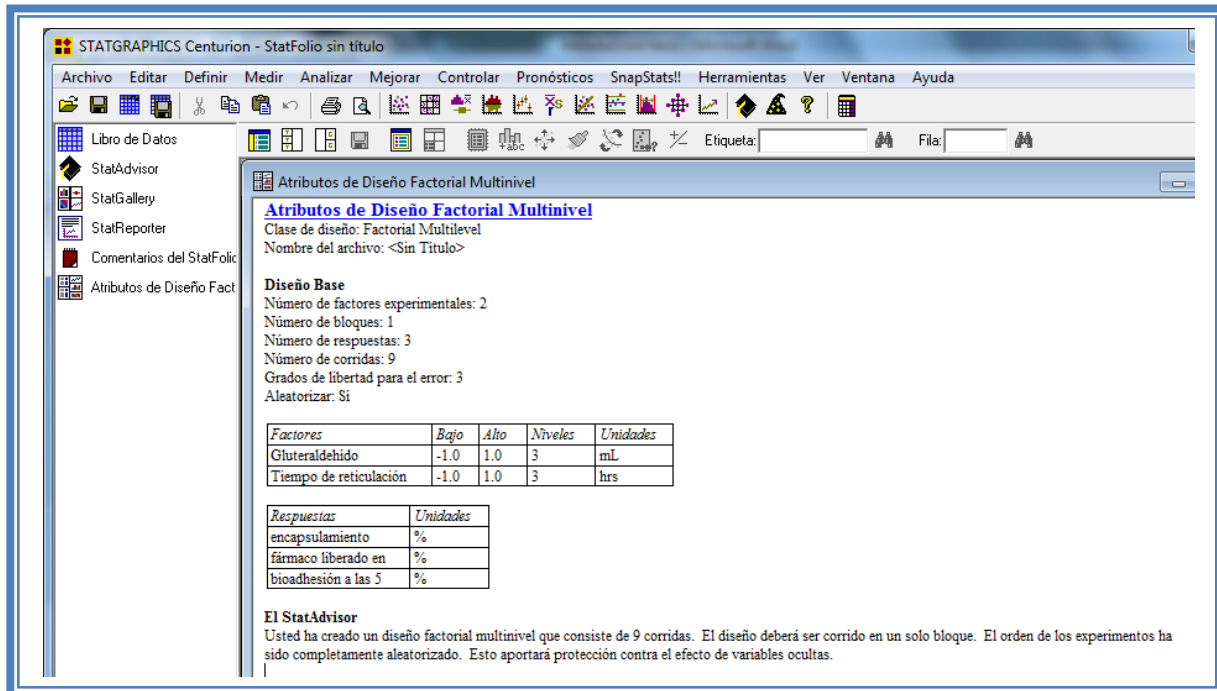 STATGRAPHICS Centurion - StatFolio sin título
Archivo Editar Definir Medir Analizar Mejorar Controlar Pronósticos SnapStats!! Herramientas Ver Ventana Ayuda
Libro de Datos
Etiqueta:
Fila:
StatAdvisor
StatGallery
StatReporter
Comentarios del StatFolio
Atributos de Diseño Fact
Atributos de Diseño Factorial Multinivel
Atributos de Diseño Factorial Multinivel
Clase de diseño: Factorial Multilevel
Nombre del archivo: <Sin Título>
Diseño Base
Número de factores experimentales: 2
Número de bloques: 1
Número de respuestas: 3
Número de corridas: 9
Grados de libertad para el error: 3
Aleatorizar: Sí
Factores Bajo Alto Niveles Unidades
Gluteraldehido -1.0 1.0 3 mL
Tiempo de reticulación -1.0 1.0 3 hrs
Respuestas Unidades
encapsulamiento %
fármaco liberado en %
bioadhesión a las 5 %
El StatAdvisor
Usted ha creado un diseño factorial multinivel que consiste de 9 corridas. El diseño deberá ser corrido en un solo bloque. El orden de los experimentos ha
sido completamente aleatorizado. Esto aportará protección contra el efecto de variables ocultas.